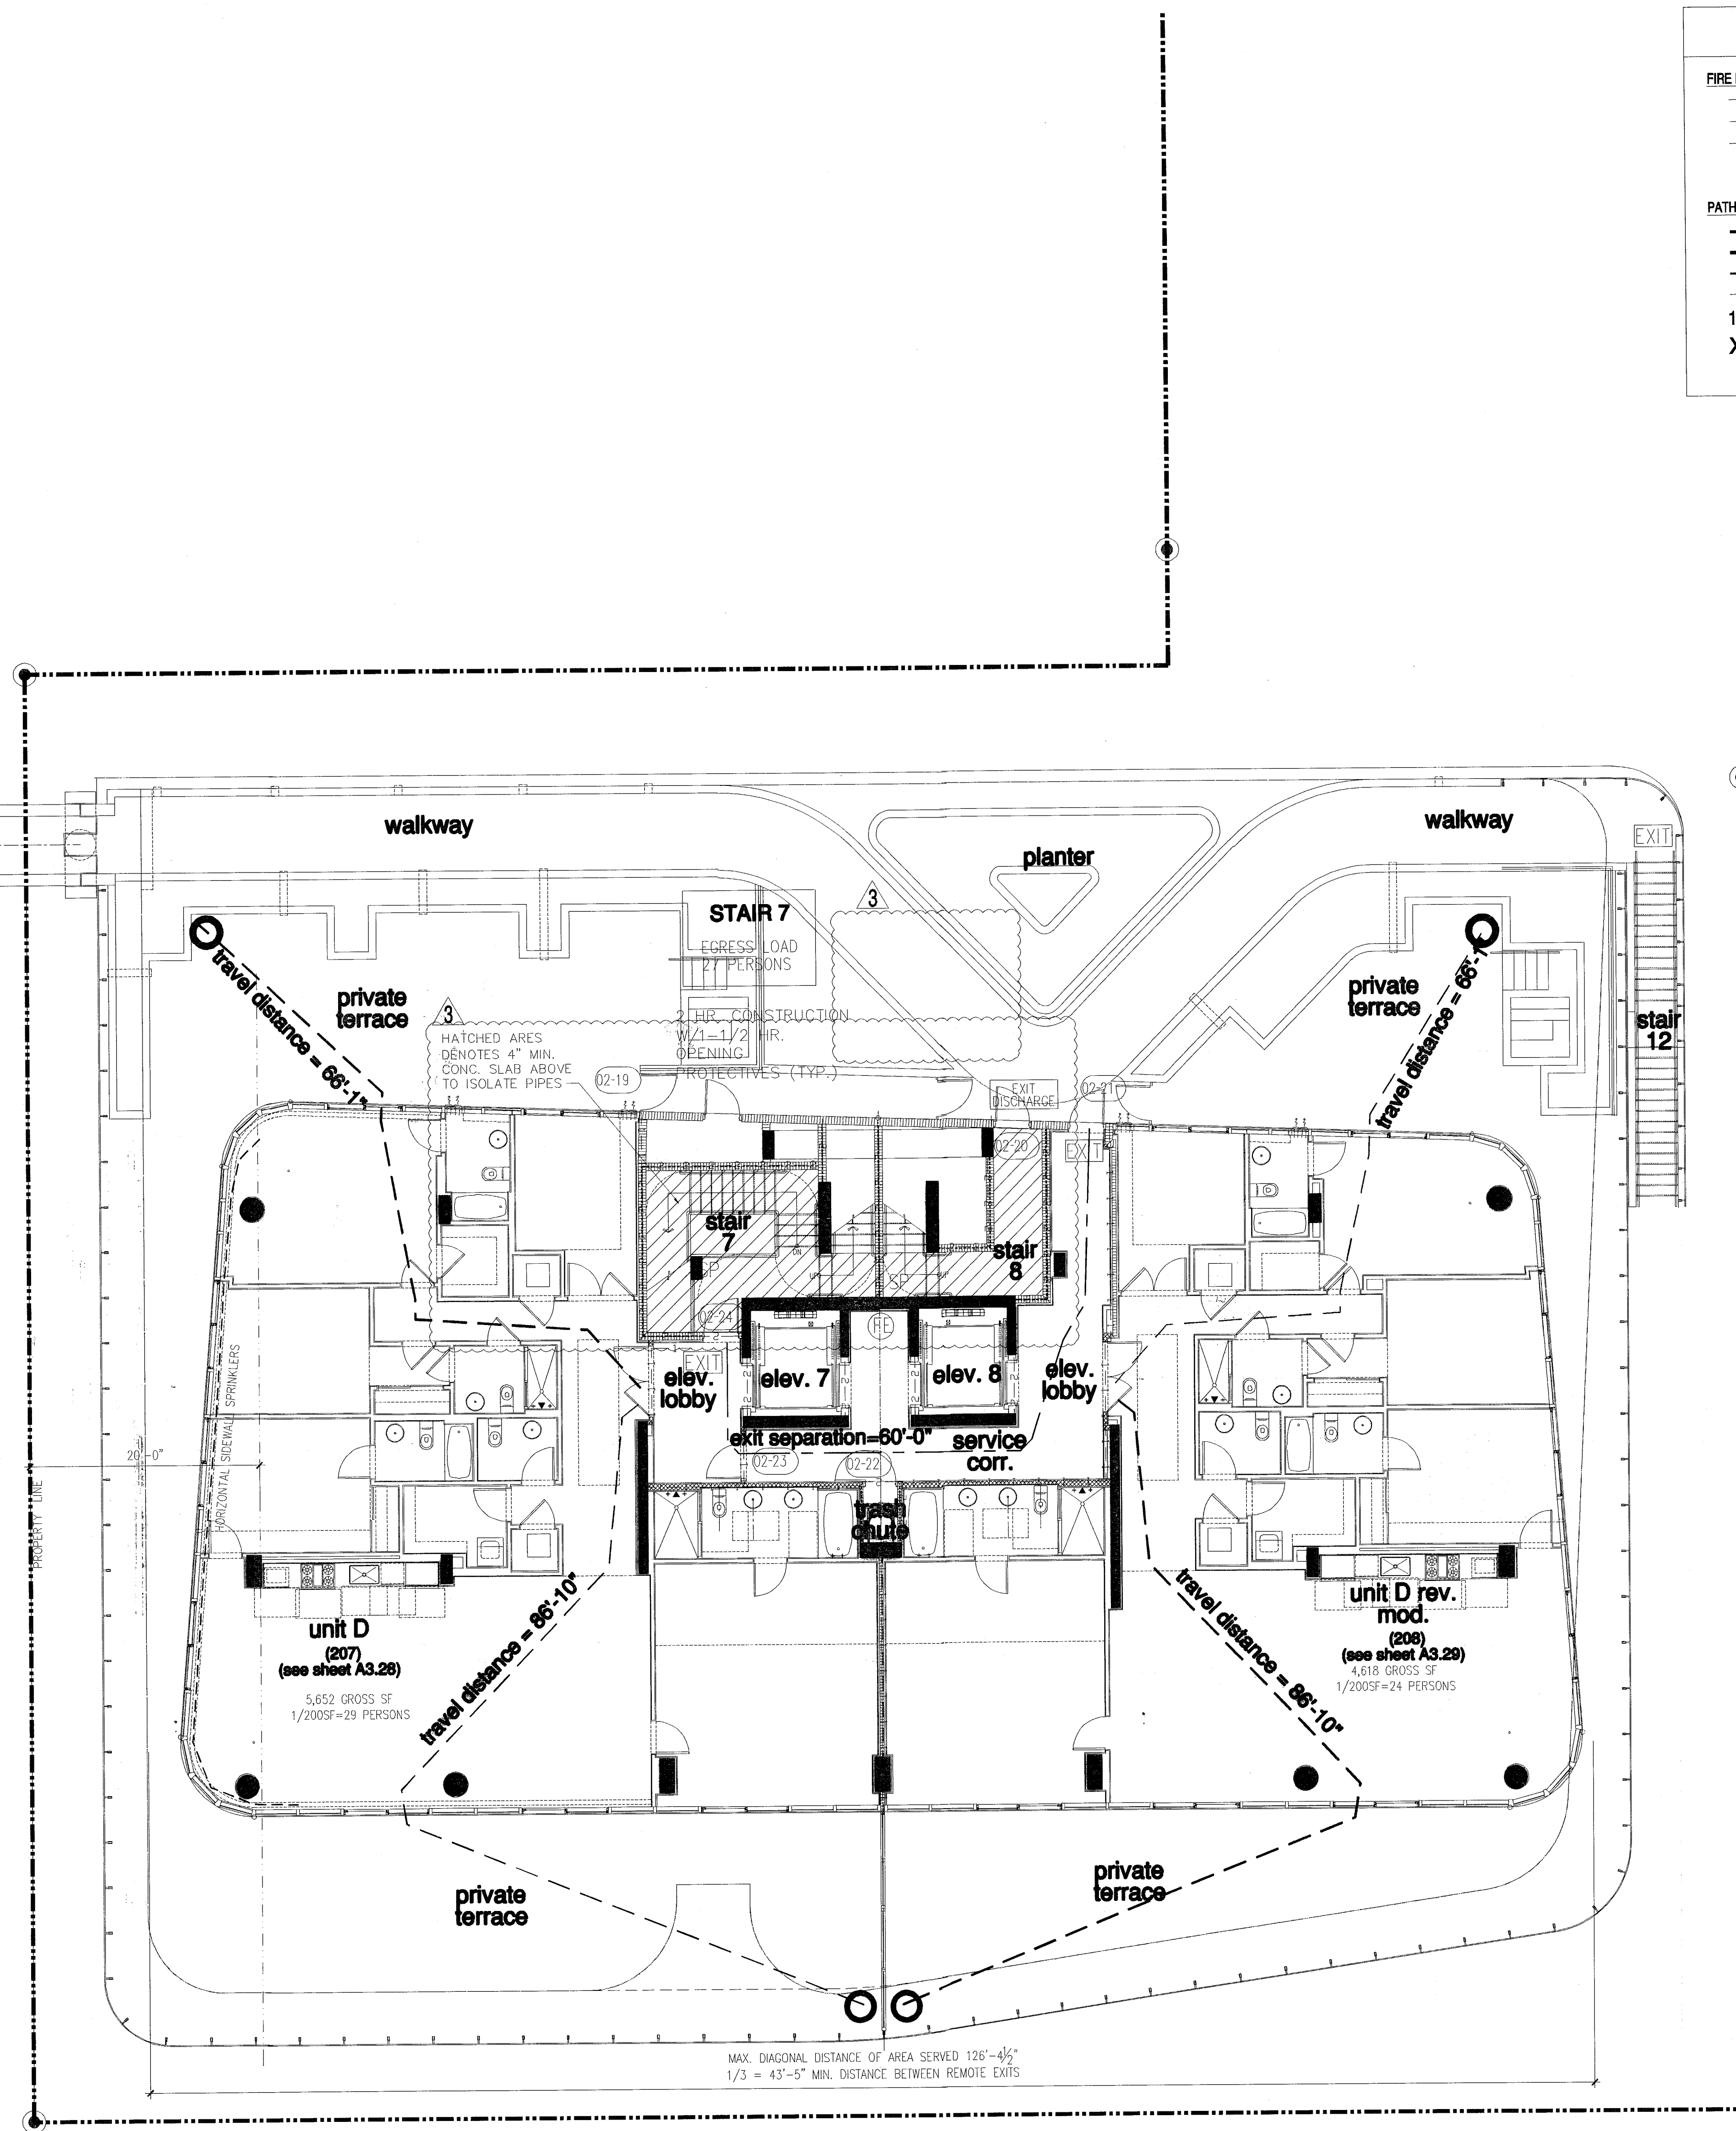 FIRE
PATH
1
X
walkway
walkway
EXIT
planter
3
STAIR 7
EGRESS LOAD
27 PERSONS
travel distance = 66'-1"
private
terrace
private
terrace
travel distance = 66'-1"
stair
12
3
HATCHED ARES
DENOTES 4" MIN.
CONC. SLAB ABOVE
TO ISOLATE PIPES
2 HR. CONSTRUCTION
W/1-1/2 HR.
OPENING
PROTECTIVES (TYP.)
02-19
EXIT
DISCHARGE
02-21
02-20
EXIT
stair
7
DN
stair
8
SP
SP
UP
UP
02-24
FE
EXIT
elev.
lobby
elev. 7
elev. 8
elev.
lobby
exit separation=60'-0"
service
corr.
02-23
02-22
trash
chute
20'-0"
PROPERTY LINE
HORIZONTAL SIDEWALL SPRINKLERS
unit D
(207)
(see sheet A3.28)
5,652 GROSS SF
1/200SF=29 PERSONS
travel distance = 86'-10"
travel distance = 86'-10"
unit D rev.
mod.
(208)
(see sheet A3.29)
4,618 GROSS SF
1/200SF=24 PERSONS
private
terrace
private
terrace
MAX. DIAGONAL DISTANCE OF AREA SERVED 126'-4½"
1/3 = 43'-5" MIN. DISTANCE BETWEEN REMOTE EXITS